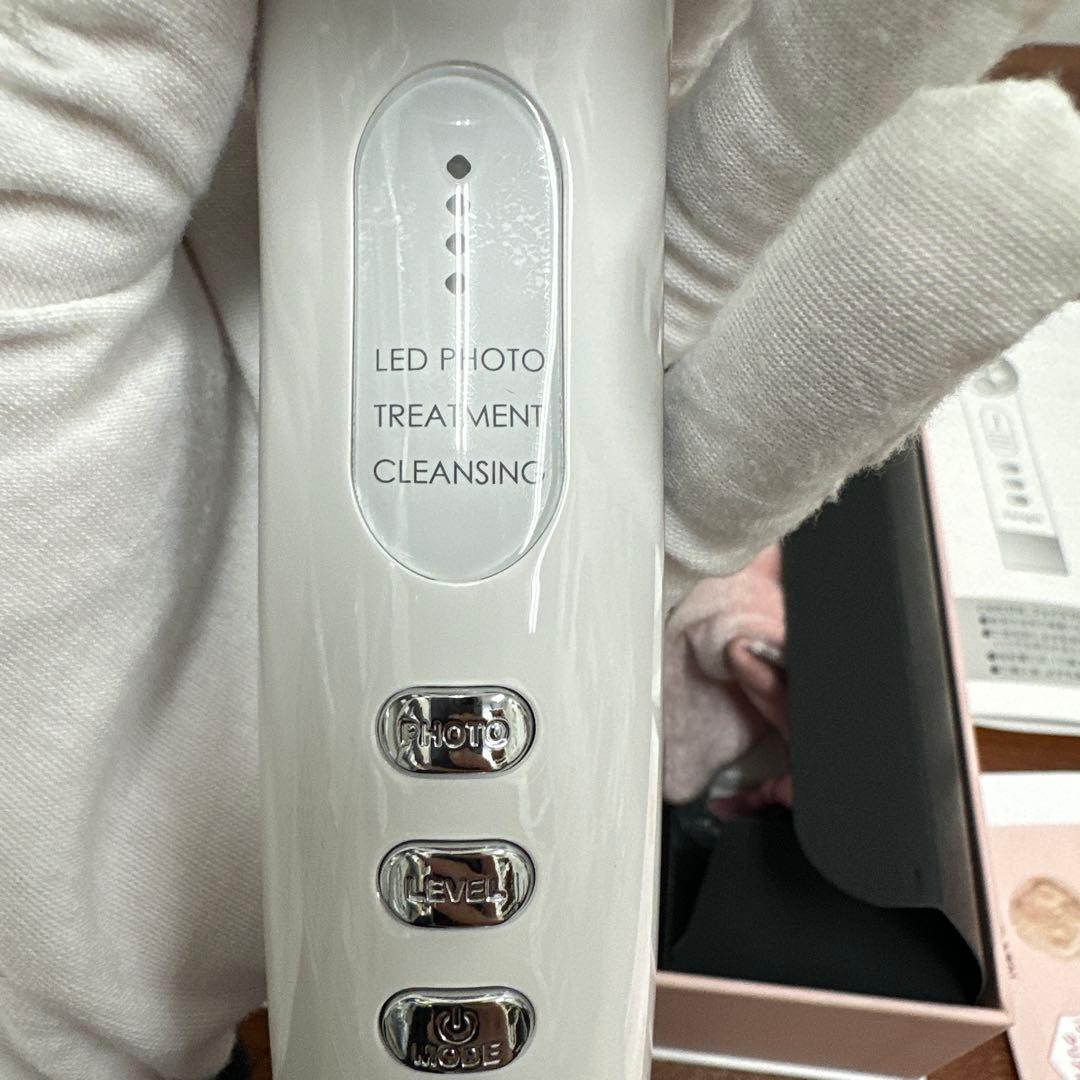 LED PHOTO
TREATMENT
CLEANSING
PHOTO
LEVEL
MODE